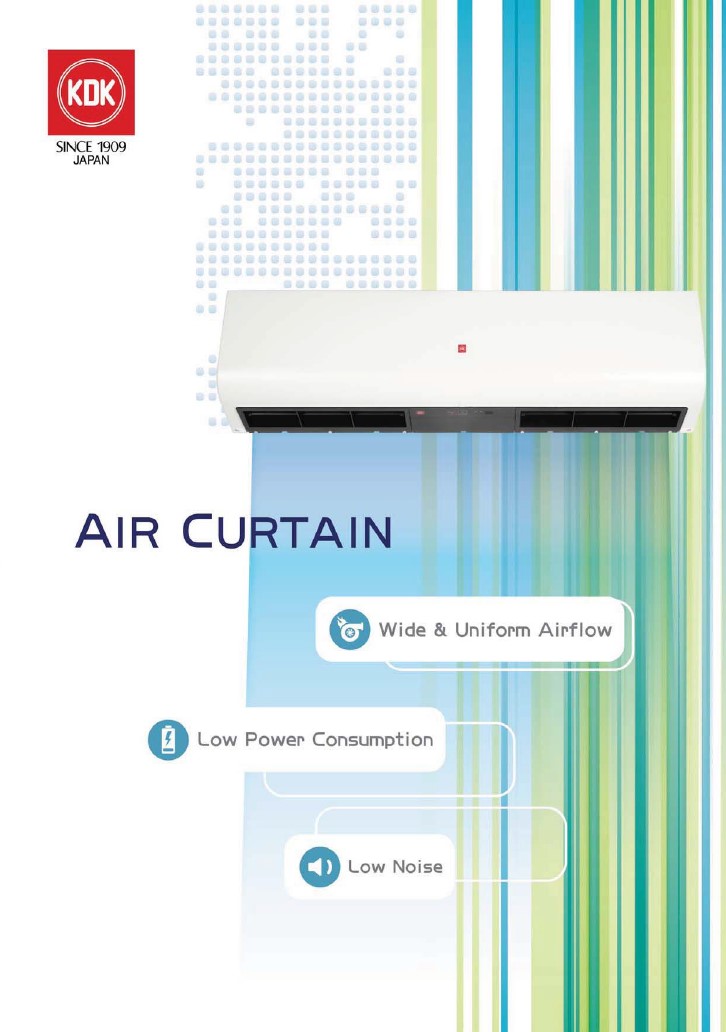 KDK
SINCE 1909
JAPAN
AIR CURTAIN
Wide & Uniform Airflow
Low Power Consumption
Low Noise